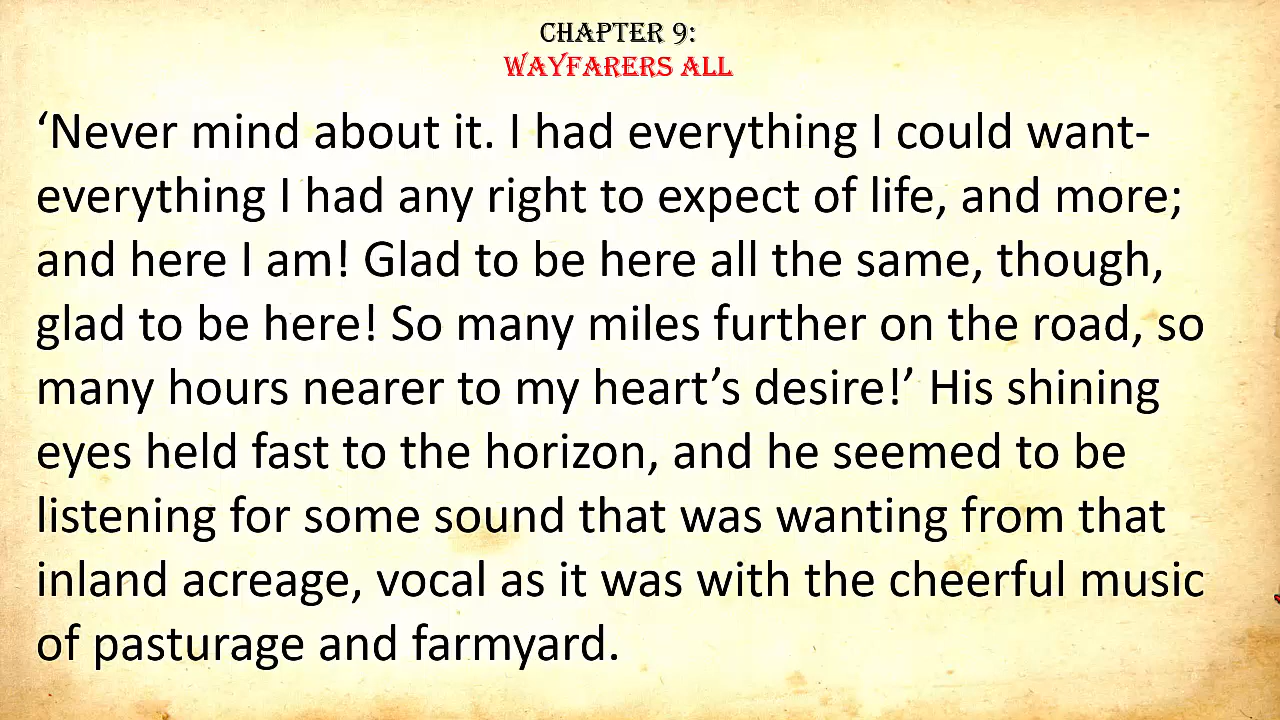 CHAPTER 9:
WAYFARERS ALL
‘Never mind about it. I had everything I could want-
everything I had any right to expect of life, and more;
and here I am! Glad to be here all the same, though,
glad to be here! So many miles further on the road, so
many hours nearer to my heart’s desire!’ His shining
eyes held fast to the horizon, and he seemed to be
listening for some sound that was wanting from that
inland acreage, vocal as it was with the cheerful music
of pasturage and farmyard.